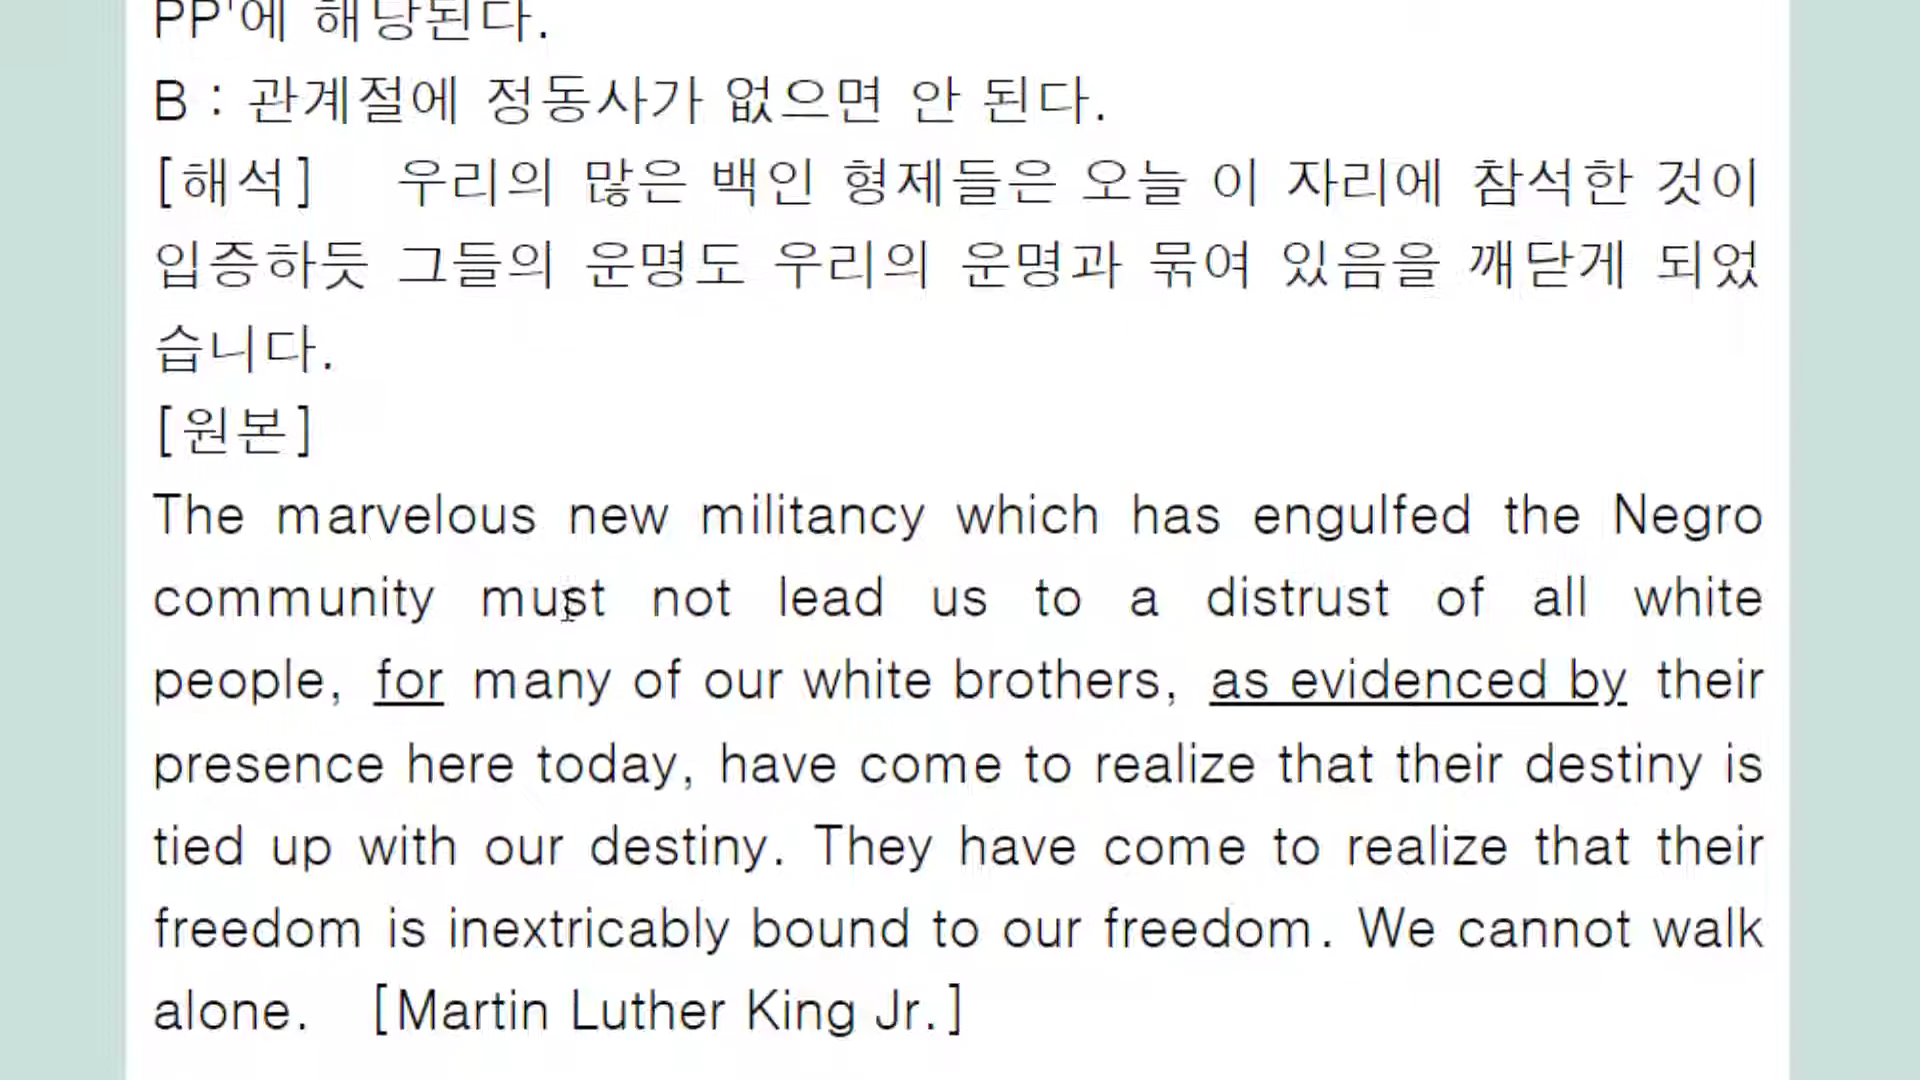 PP'에 해당된다.
B : 관계절에 정동사가 없으면 안 된다.
[해석] 우리의 많은 백인 형제들은 오늘 이 자리에 참석한 것이
입증하듯 그들의 운명도 우리의 운명과 묶여 있음을 깨닫게 되었
습니다.
[원본]
The marvelous new militancy which has engulfed the Negro
community must not lead us to a distrust of all white
people, for many of our white brothers, as evidenced by their
presence here today, have come to realize that their destiny is
tied up with our destiny. They have come to realize that their
freedom is inextricably bound to our freedom. We cannot walk
alone. [Martin Luther King Jr.]